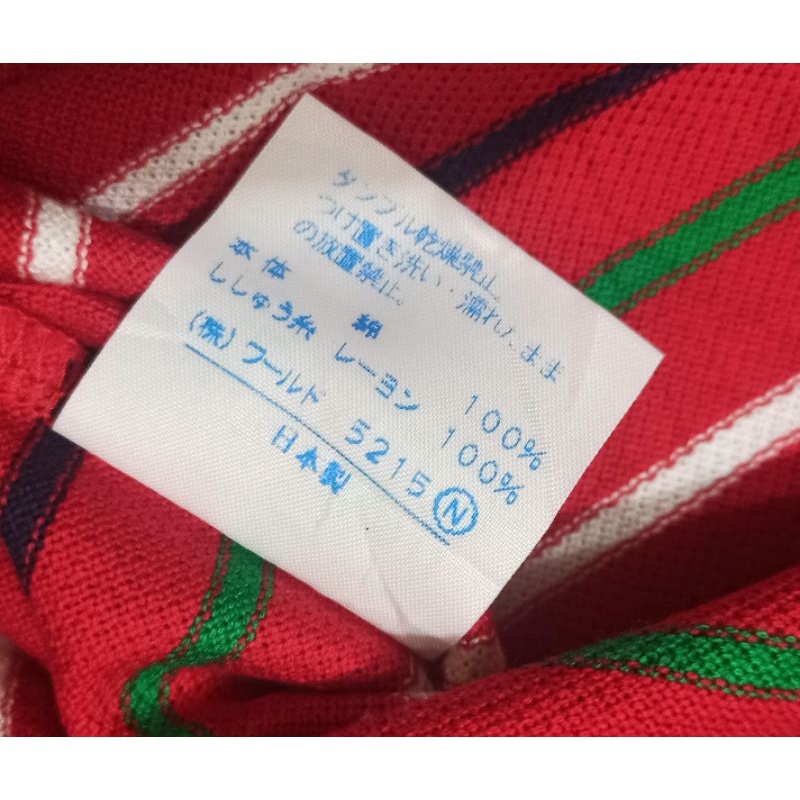 タンブル乾燥禁止。
つけ置き洗い・濡れたまま
の放置禁止。
本体 綿 100%
ししゅう糸 レーヨン 100%
(株)ワールド 5215 Ⓝ
日本製